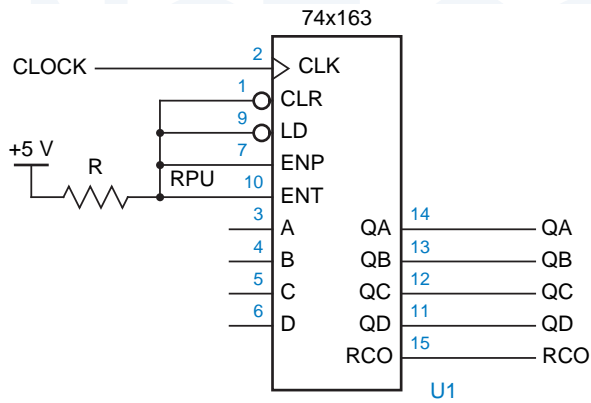 74x163
CLOCK
2
CLK
1
CLR
9
LD
+5 V
R
7
ENP
RPU
10
ENT
3
A
QA
14
QA
4
B
QB
13
QB
5
C
QC
12
QC
6
D
QD
11
QD
RCO
15
RCO
U1